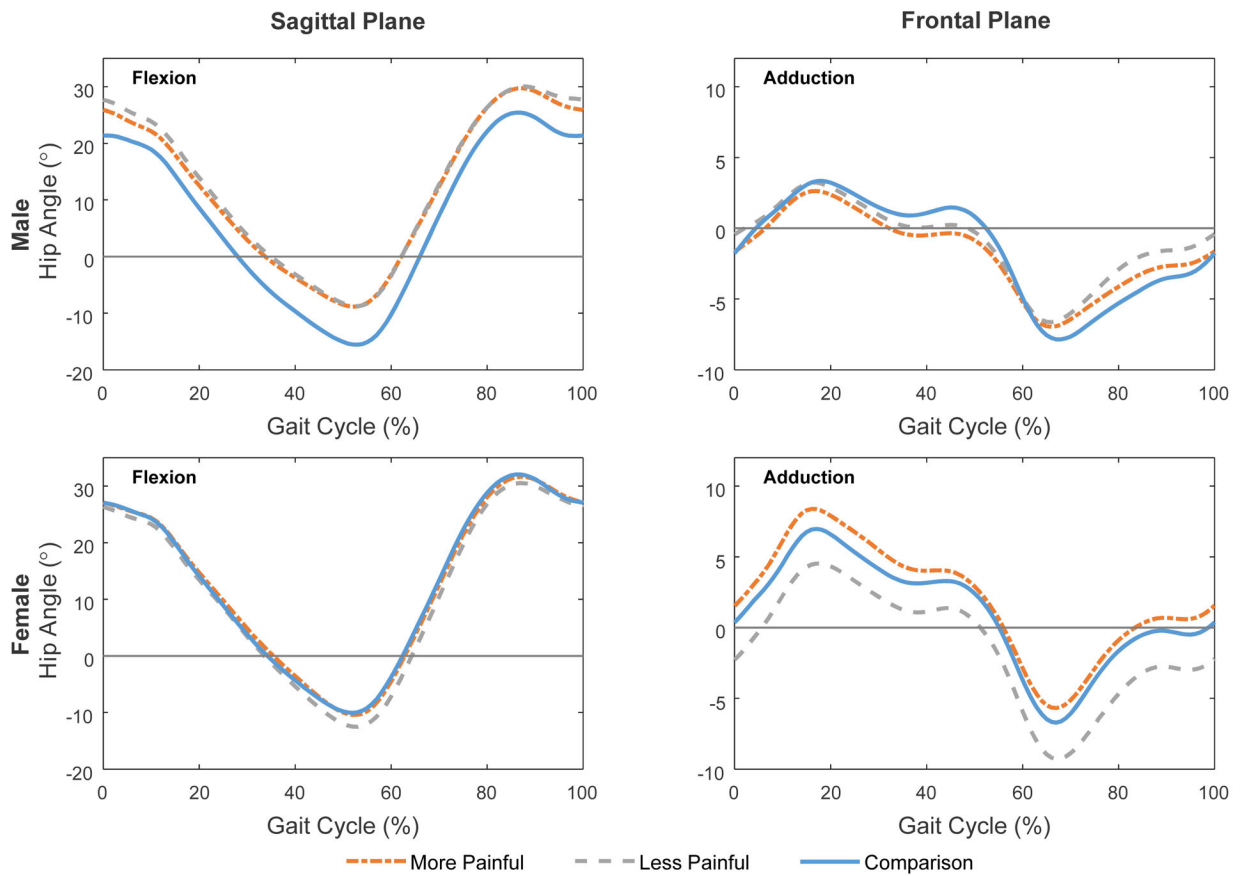 Sagittal Plane
Frontal Plane
Male
Hip Angle (°)
Flexion
30
20
10
0
-10
-20
0 20 40 60 80 100
Gait Cycle (%)
Adduction
10
5
0
-5
-10
0 20 40 60 80 100
Gait Cycle (%)
Female
Hip Angle (°)
Flexion
30
20
10
0
-10
-20
0 20 40 60 80 100
Gait Cycle (%)
Adduction
10
5
0
-5
-10
0 20 40 60 80 100
Gait Cycle (%)
More Painful Less Painful Comparison